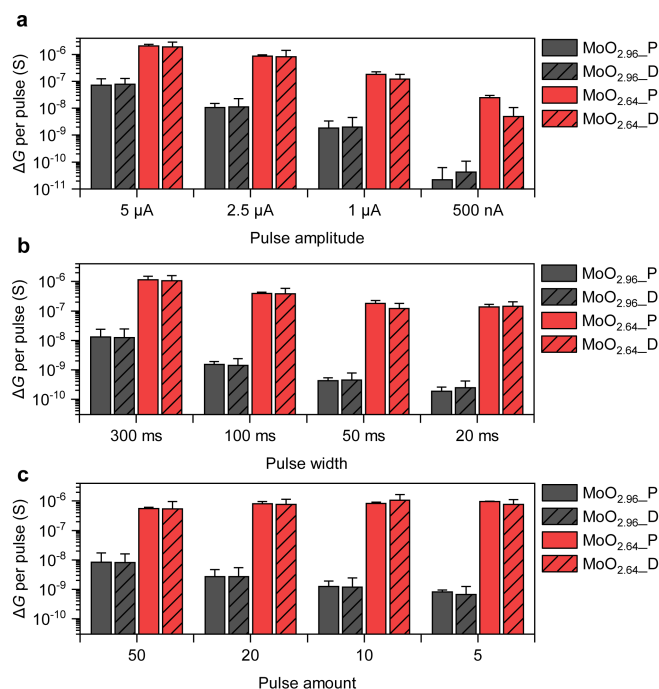 a
ΔG per pulse (S)
10⁻⁶
10⁻⁷
10⁻⁸
10⁻⁹
10⁻¹⁰
10⁻¹¹
5 µA 2.5 µA 1 µA 500 nA
Pulse amplitude
MoO₂.₉₆_P
MoO₂.₉₆_D
MoO₂.₆₄_P
MoO₂.₆₄_D
b
ΔG per pulse (S)
10⁻⁶
10⁻⁷
10⁻⁸
10⁻⁹
10⁻¹⁰
300 ms 100 ms 50 ms 20 ms
Pulse width
MoO₂.₉₆_P
MoO₂.₉₆_D
MoO₂.₆₄_P
MoO₂.₆₄_D
c
ΔG per pulse (S)
10⁻⁶
10⁻⁷
10⁻⁸
10⁻⁹
10⁻¹⁰
50 20 10 5
Pulse amount
MoO₂.₉₆_P
MoO₂.₉₆_D
MoO₂.₆₄_P
MoO₂.₆₄_D